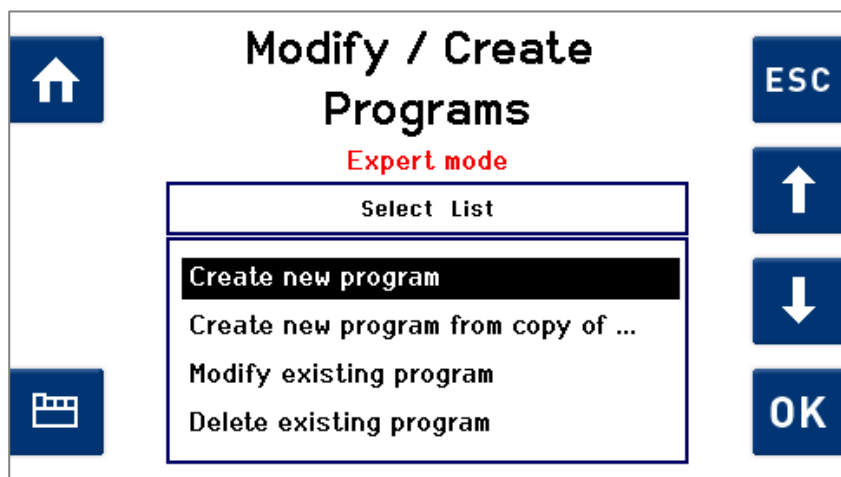 Modify / Create
Programs
ESC
Expert mode
Select List
Create new program
Create new program from copy of ...
Modify existing program
Delete existing program
OK